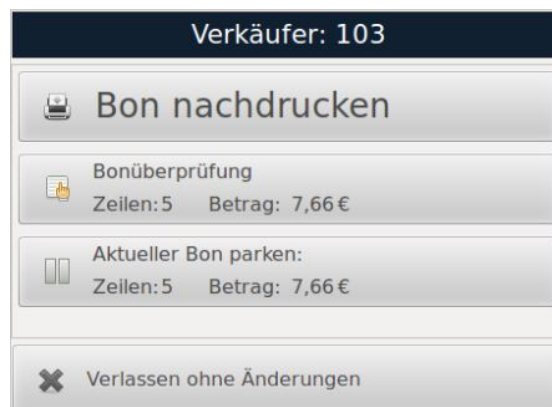 Verkäufer: 103
Bon nachdrucken
Bonüberprüfung
Zeilen: 5 Betrag: 7,66 €
Aktueller Bon parken:
Zeilen: 5 Betrag: 7,66 €
Verlassen ohne Änderungen